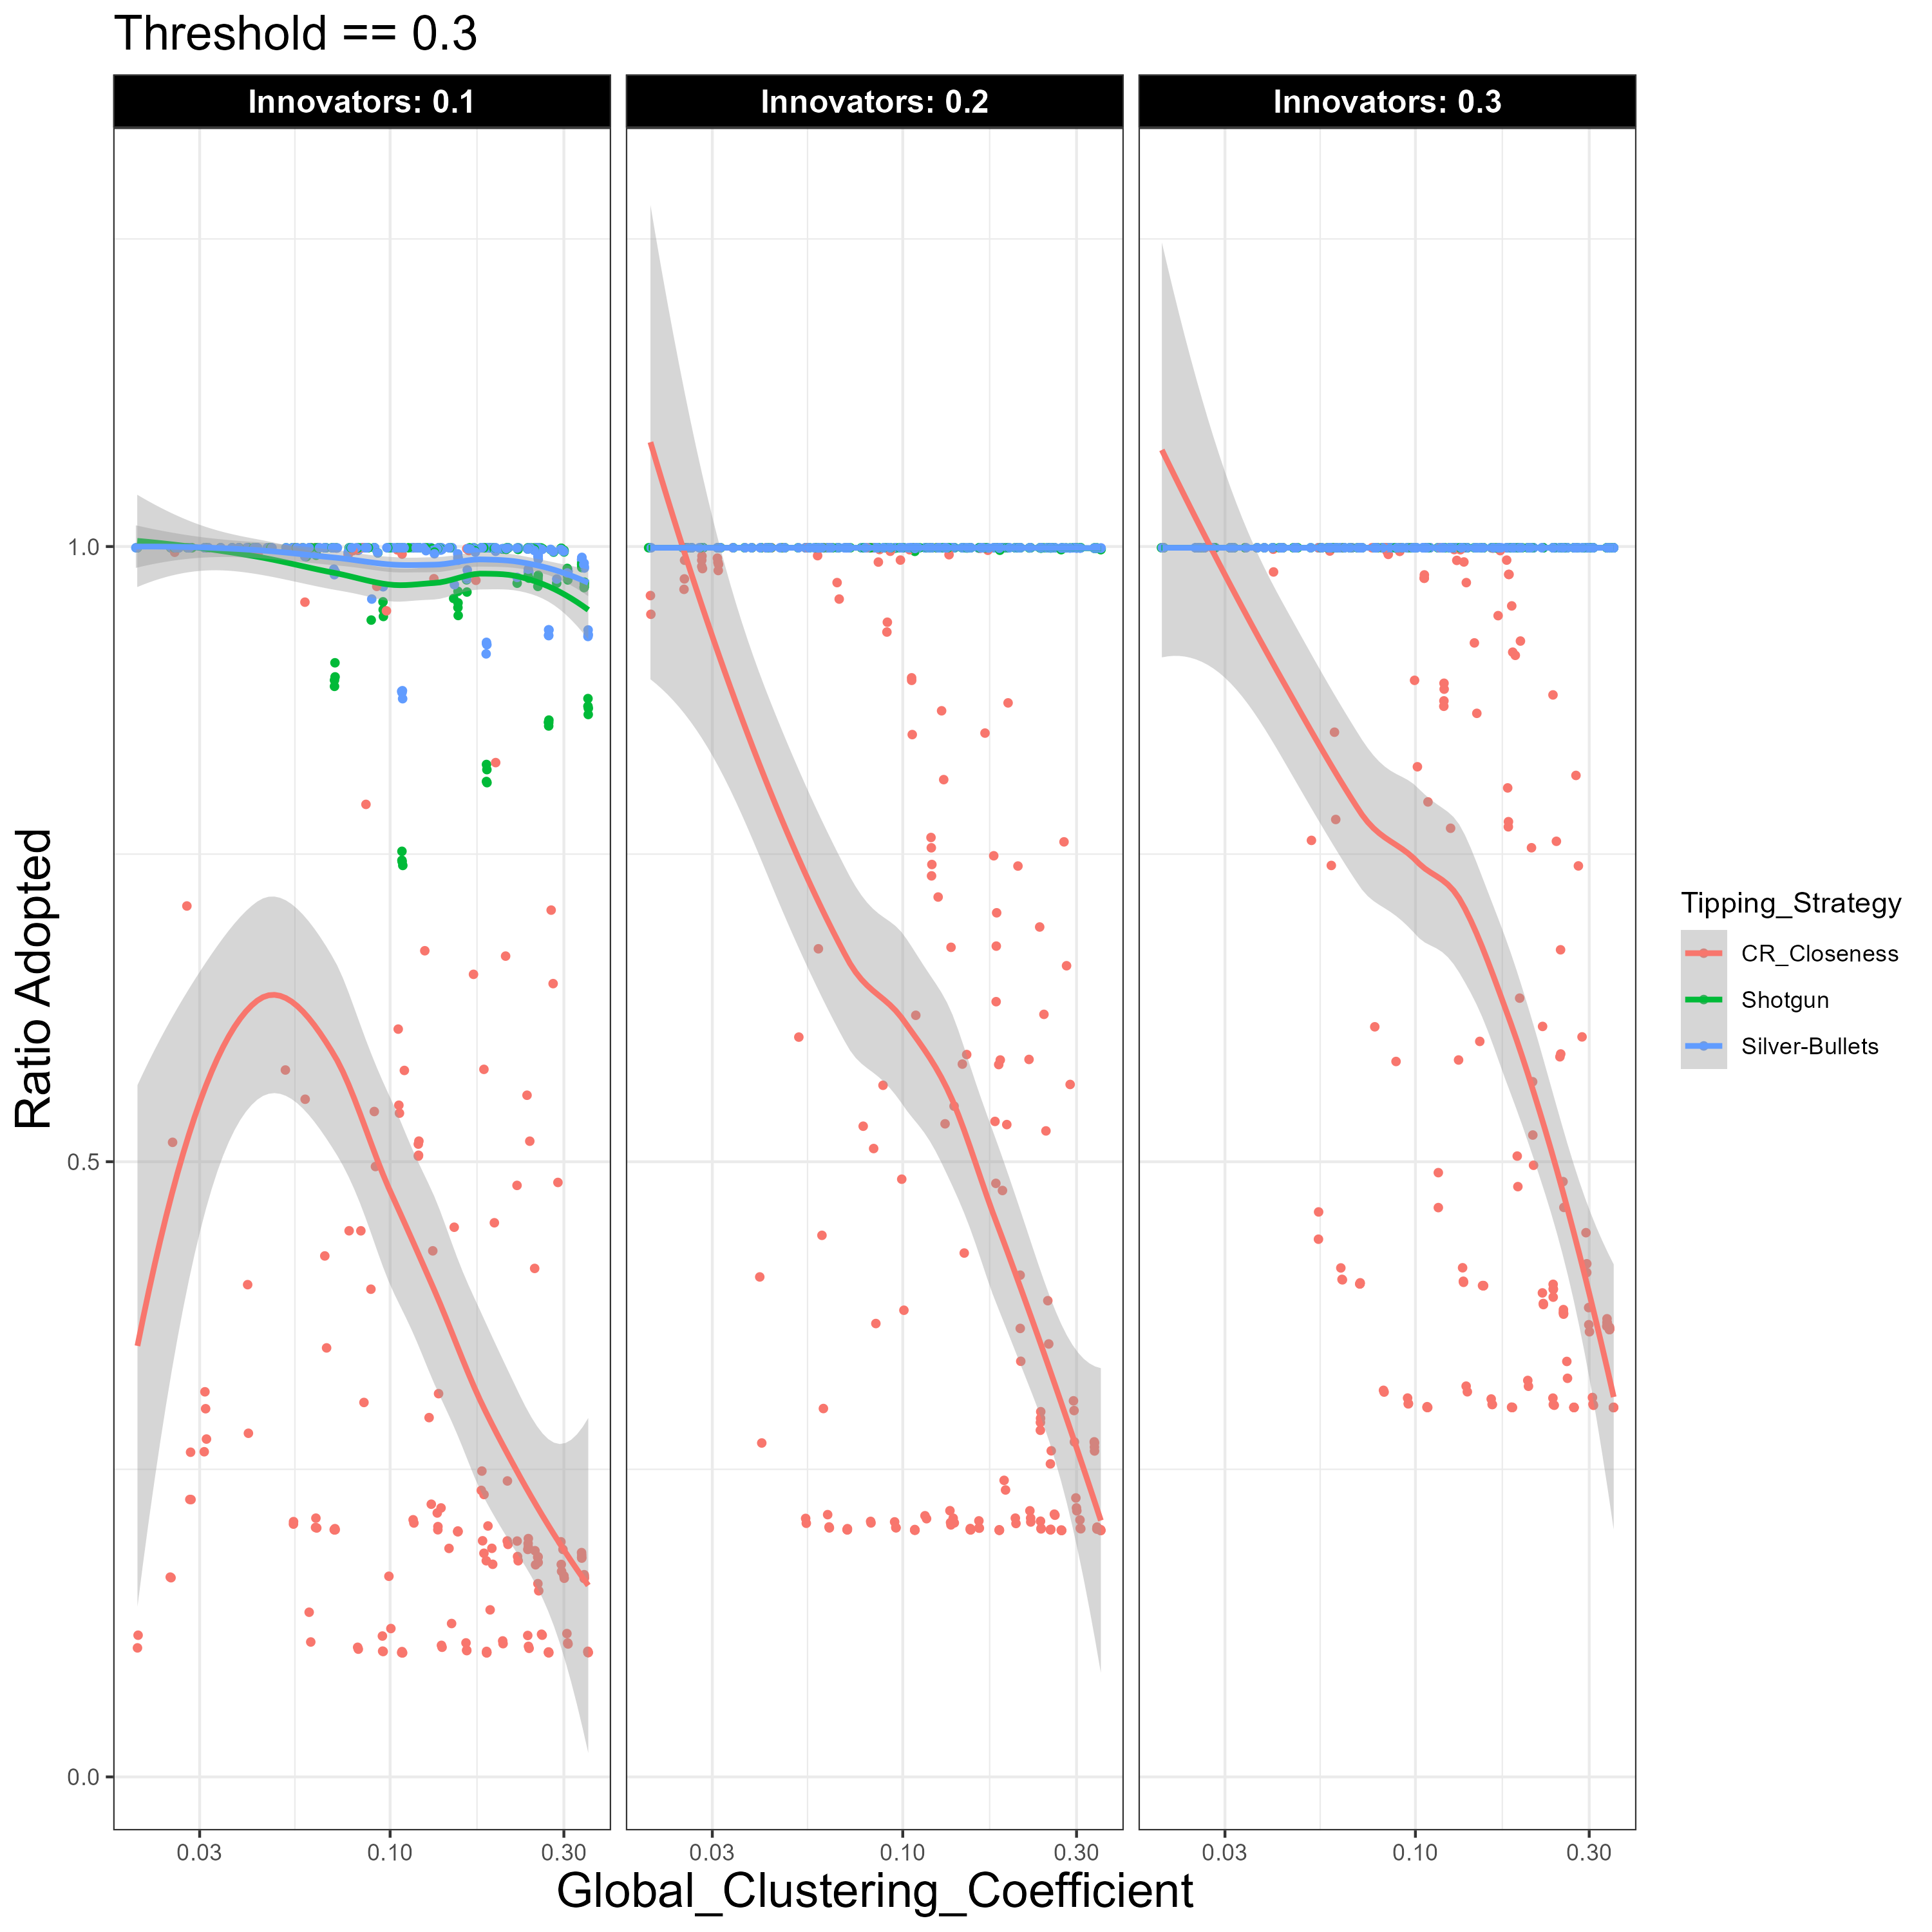 Threshold == 0.3
Innovators: 0.1
Innovators: 0.2
Innovators: 0.3
1.0
0.5
0.0
Ratio Adopted
0.03
0.10
0.30
0.03
0.10
0.30
0.03
0.10
0.30
Global_Clustering_Coefficient
Tipping_Strategy
CR_Closeness
Shotgun
Silver-Bullets